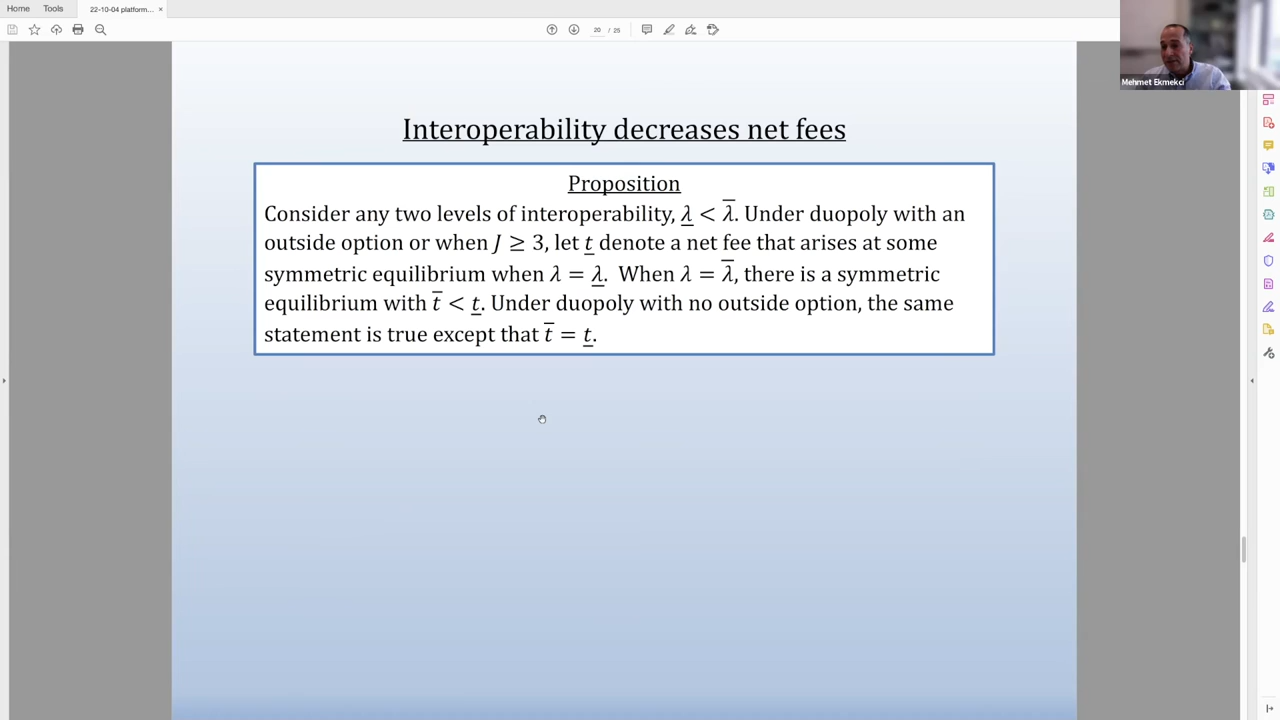 Home
Tools
22-10-04 platform... ×
20 / 25
Mehmet Ekmekci
Interoperability decreases net fees
Proposition
Consider any two levels of interoperability, λ̲ < λ̅. Under duopoly with an
outside option or when J ≥ 3, let t̲ denote a net fee that arises at some
symmetric equilibrium when λ = λ̲. When λ = λ̅, there is a symmetric
equilibrium with t̅ < t̲. Under duopoly with no outside option, the same
statement is true except that t̅ = t̲.